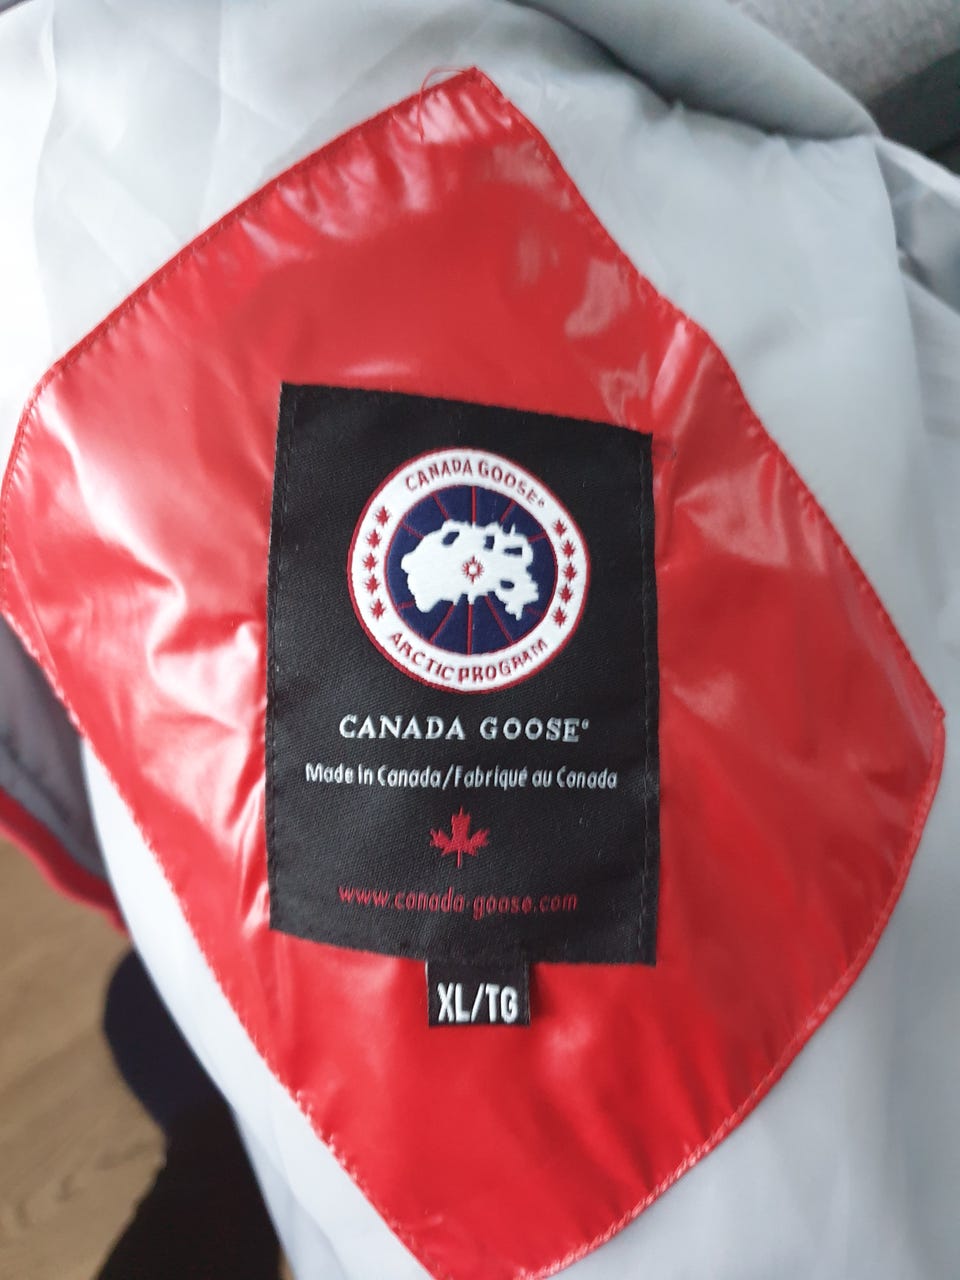 CANADA GOOSE®
ARCTIC PROGRAM
CANADA GOOSE®
Made in Canada/Fabriqué au Canada
www.canada-goose.com
XL/TG